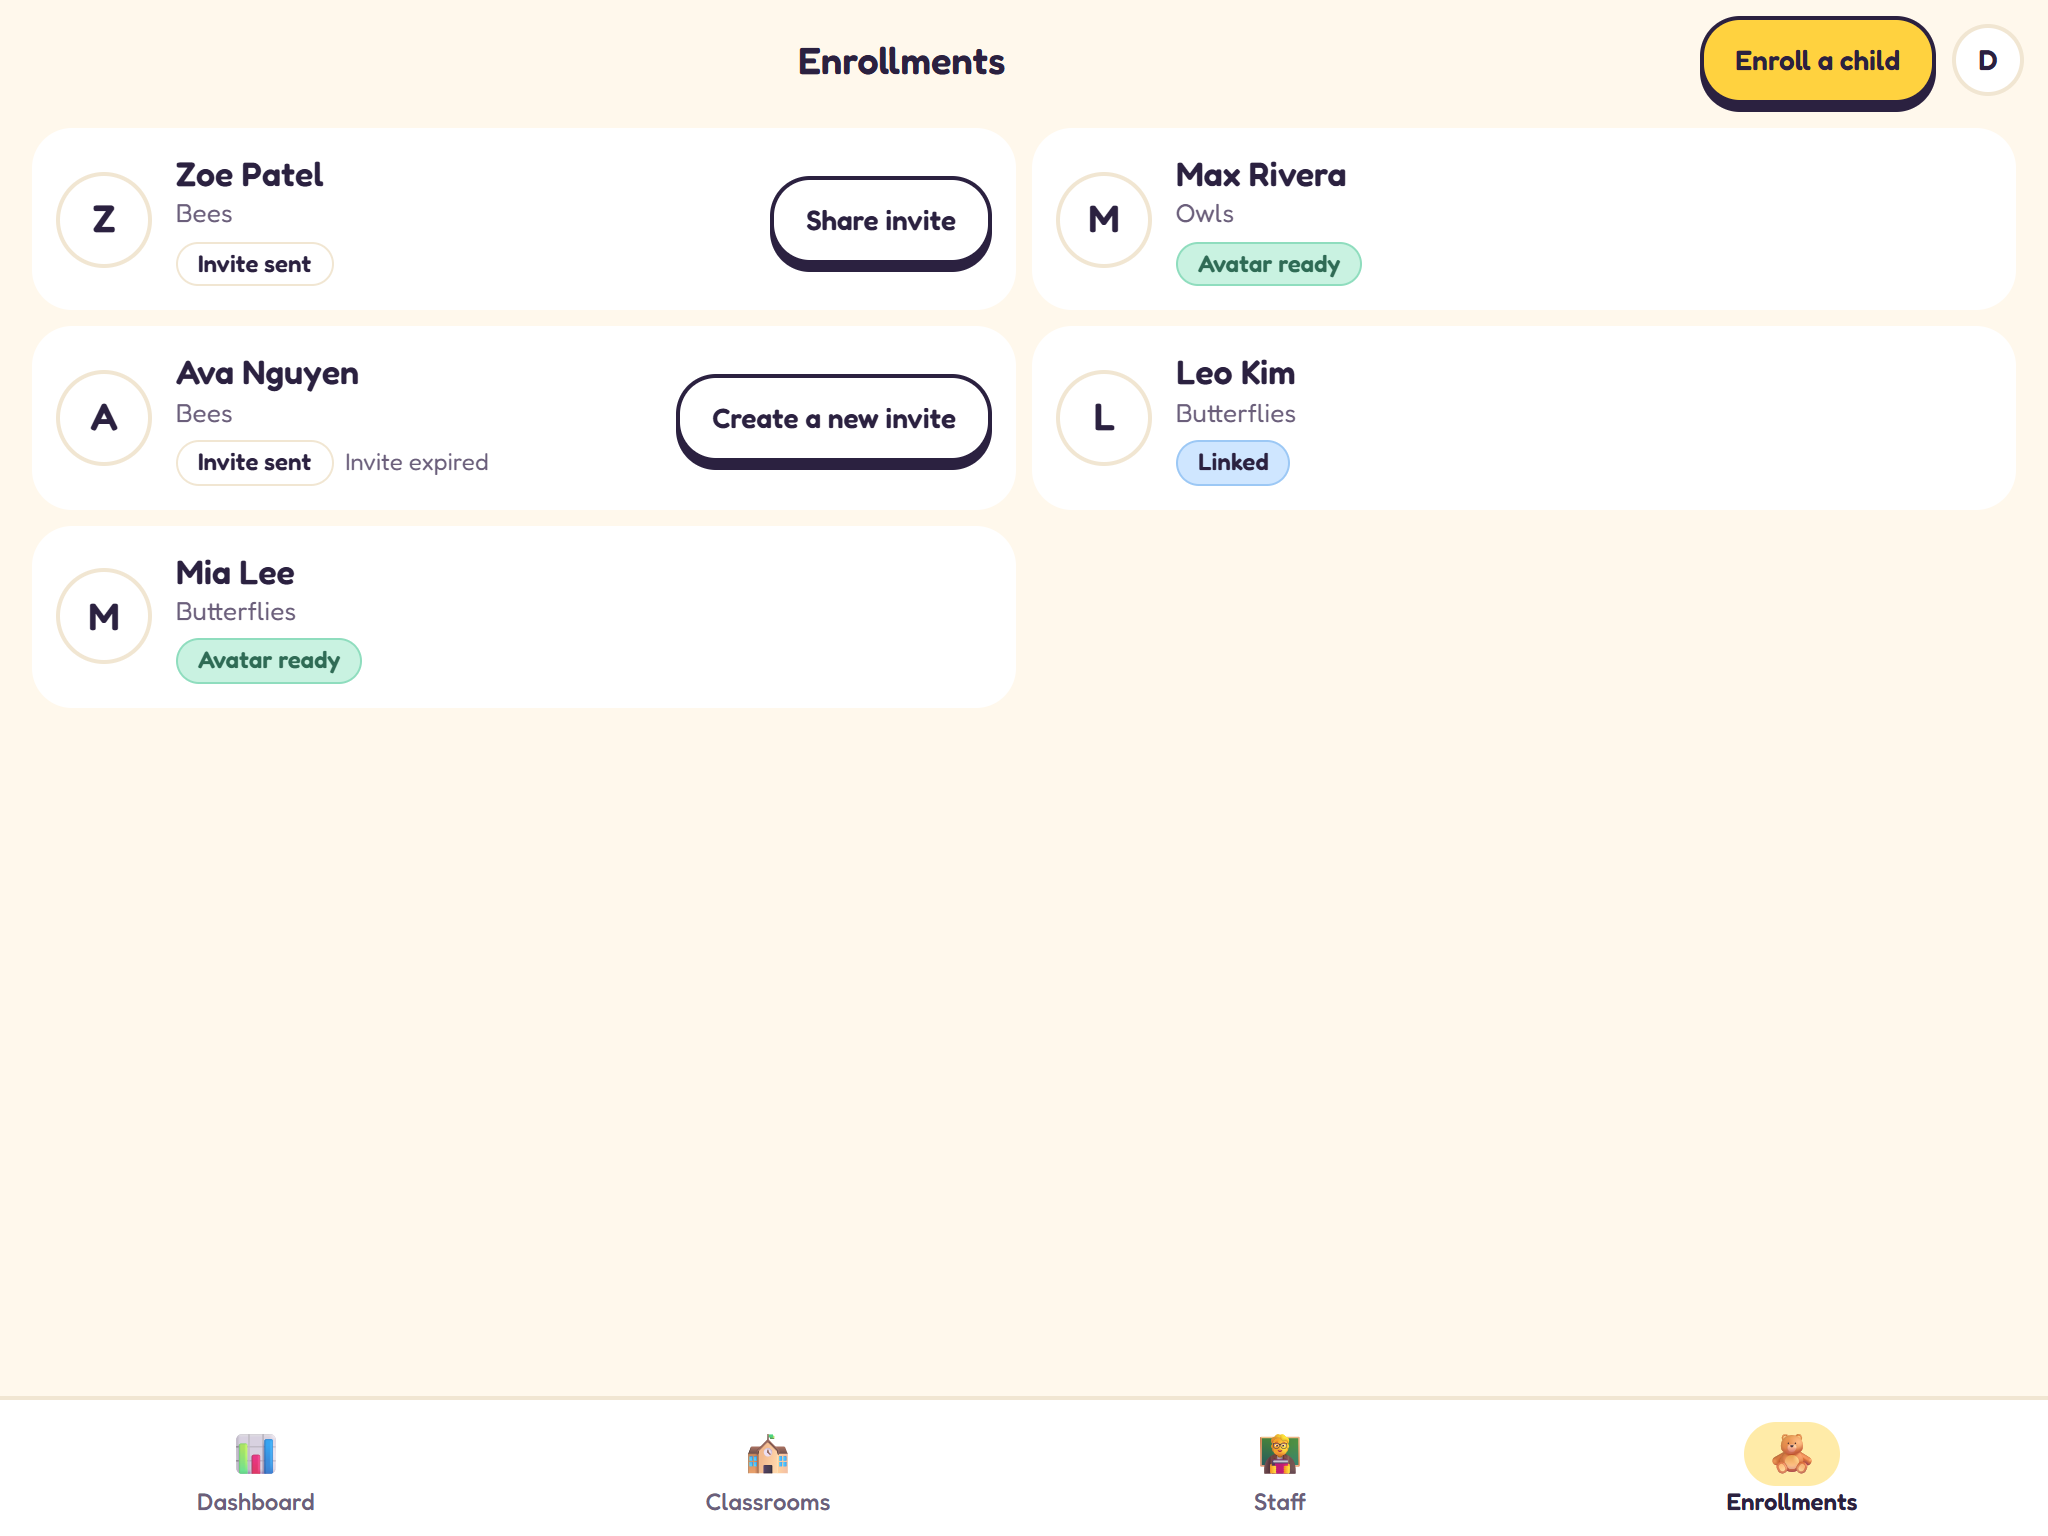 Enrollments
Enroll a child
D
Z
Zoe Patel
Bees
Invite sent
Share invite
M
Max Rivera
Owls
Avatar ready
A
Ava Nguyen
Bees
Invite sent Invite expired
Create a new invite
L
Leo Kim
Butterflies
Linked
M
Mia Lee
Butterflies
Avatar ready
Dashboard
Classrooms
Staff
Enrollments